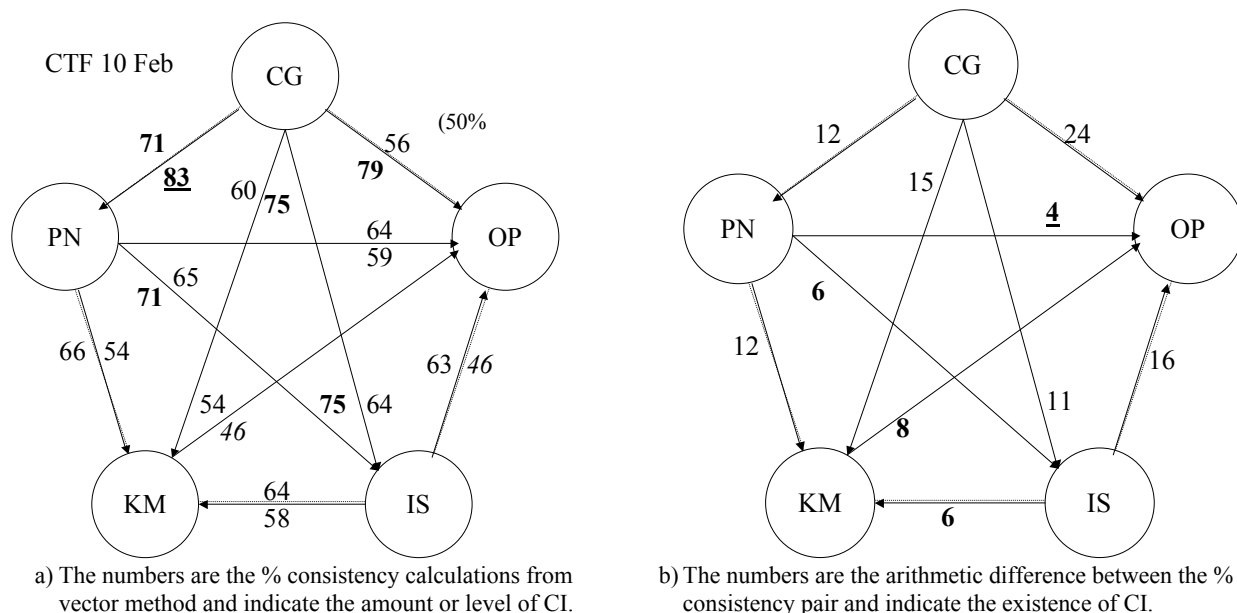 CTF 10 Feb
CG
(50%
71
83
56
79
60
75
PN
OP
64
59
65
71
66
54
63
46
54
46
75
64
KM
IS
64
58
a) The numbers are the % consistency calculations from
vector method and indicate the amount or level of CI.
CG
12
24
15
PN
OP
4
6
12
16
11
8
KM
IS
6
b) The numbers are the arithmetic difference between the %
consistency pair and indicate the existence of CI.